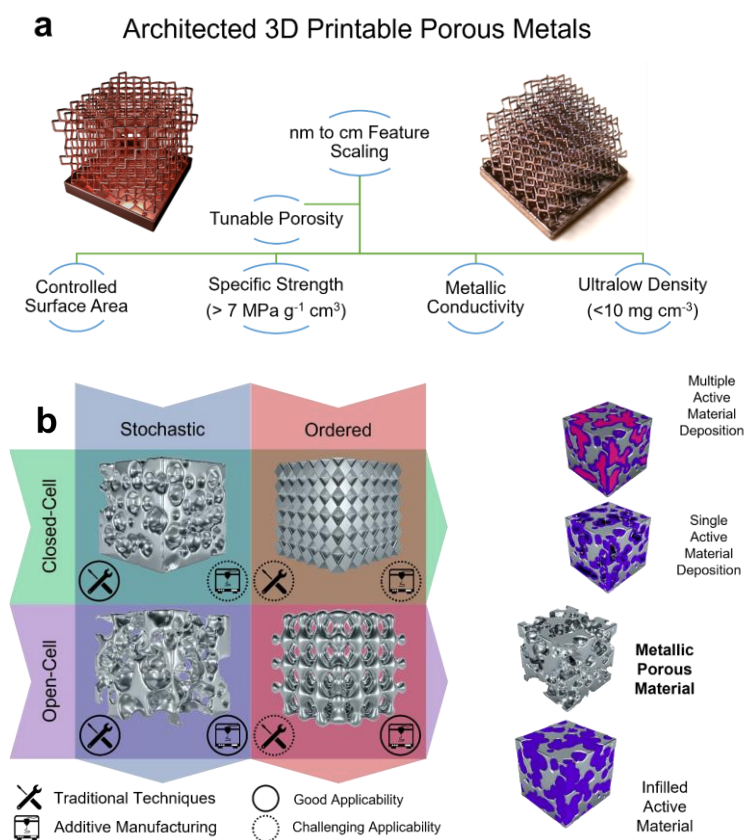 a
Architected 3D Printable Porous Metals
nm to cm Feature
Scaling
Tunable Porosity
Controlled
Surface Area
Specific Strength
(> 7 MPa g⁻¹ cm³)
Metallic
Conductivity
Ultralow Density
(<10 mg cm⁻³)
b
Stochastic
Ordered
Closed-Cell
Open-Cell
Traditional Techniques
Good Applicability
Additive Manufacturing
Challenging Applicability
Multiple
Active
Material
Deposition
Single
Active
Material
Deposition
Metallic
Porous
Material
Infilled
Active
Material